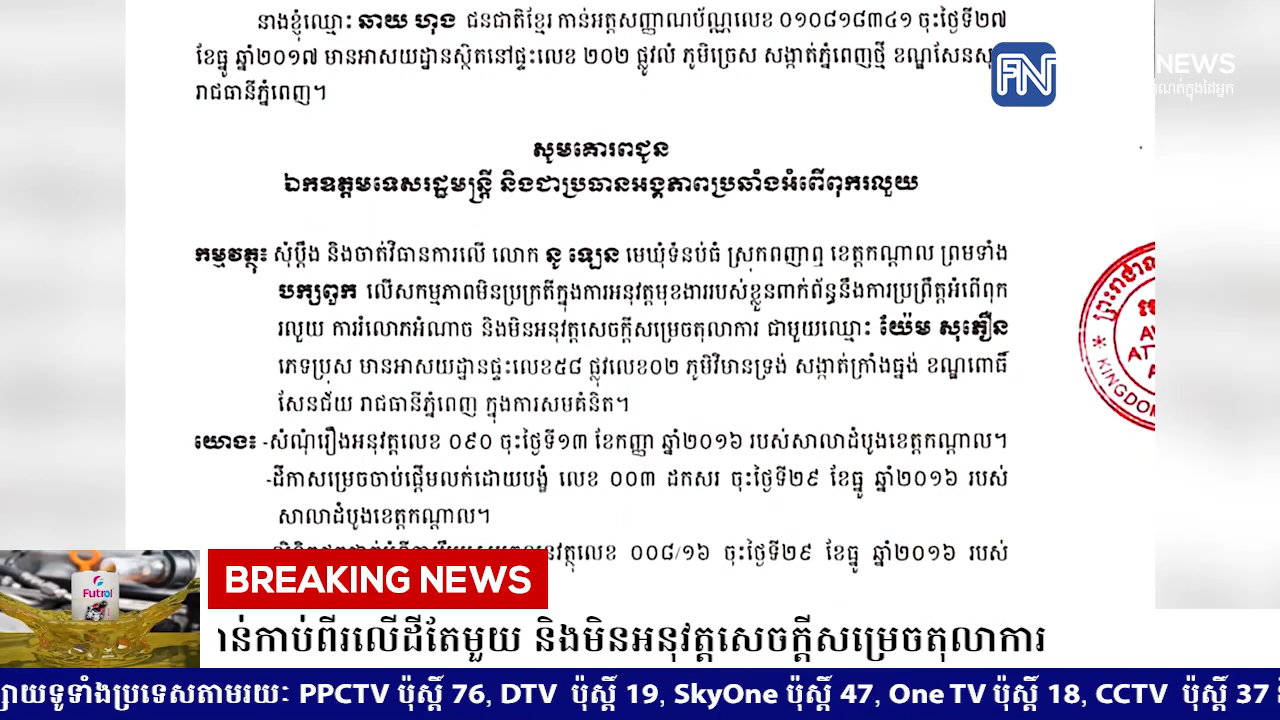 នាងខ្ញុំឈ្មោះ ឆាយ ហុង ជនជាតិខ្មែរ កាន់អត្តសញ្ញាណប័ណ្ណលេខ ០១០៨១៨៣៤១ ចុះថ្ងៃទី២៧
ខែធ្នូ ឆ្នាំ២០១៧ មានអាសយដ្ឋានស្ថិតនៅផ្ទះលេខ ២០២ ផ្លូវលំ ភូមិច្រេស សង្កាត់ភ្នំពេញថ្មី ខណ្ឌសែនសុ
រាជធានីភ្នំពេញ។
FN
NEWS
សូមគោរពជូន
ឯកឧត្តមទេសរដ្ឋមន្ត្រី និងជាប្រធានអង្គភាពប្រឆាំងអំពើពុករលួយ
កម្មវត្ថុ៖ សុំប្តឹង និងចាត់វិធានការលើ លោក នូ ឡេន មេឃុំទំនប់ធំ ស្រុកពញាឮ ខេត្តកណ្តាល ព្រមទាំង
បក្សពួក លើសកម្មភាពមិនប្រក្រតីក្នុងការអនុវត្តមុខងាររបស់ខ្លួនពាក់ព័ន្ធនឹងការប្រព្រឹត្តអំពើពុក
រលួយ ការរំលោភអំណាច និងមិនអនុវត្តសេចក្តីសម្រេចតុលាការ ជាមួយឈ្មោះ យ៉ែម សុភឿន
ភេទប្រុស មានអាសយដ្ឋានផ្ទះលេខ៥៨ ផ្លូវលេខ០២ ភូមិវិមានទ្រង់ សង្កាត់ក្រាំងធ្នង់ ខណ្ឌពោធិ៍
សែនជ័យ រាជធានីភ្នំពេញ ក្នុងការសមគំនិត។
យោង៖ -សំណុំរឿងអនុវត្តលេខ ០៩០ ចុះថ្ងៃទី១៣ ខែកញ្ញា ឆ្នាំ២០១៦ របស់សាលាដំបូងខេត្តកណ្តាល។
-ដីកាសម្រេចចាប់ផ្តើមលក់ដោយបង្ខំ លេខ ០០៣ ដកសរ ចុះថ្ងៃទី២៩ ខែធ្នូ ឆ្នាំ២០១៦ របស់
សាលាដំបូងខេត្តកណ្តាល។
លេខ ០០៨/១៦ ចុះថ្ងៃទី២៩ ខែធ្នូ ឆ្នាំ២០១៦ របស់
ព្រះរាជាណា
KINGDOM
Futrol
BREAKING NEWS
ាន់កាប់ពីរលើដីតែមួយ និងមិនអនុវត្តសេចក្តីសម្រេចតុលាការ
្សាយទូទាំងប្រទេសតាមរយៈ PPCTV ប៉ុស្តិ៍ 76, DTV ប៉ុស្តិ៍ 19, SkyOne ប៉ុស្តិ៍ 47, One TV ប៉ុស្តិ៍ 18, CCTV ប៉ុស្តិ៍ 37